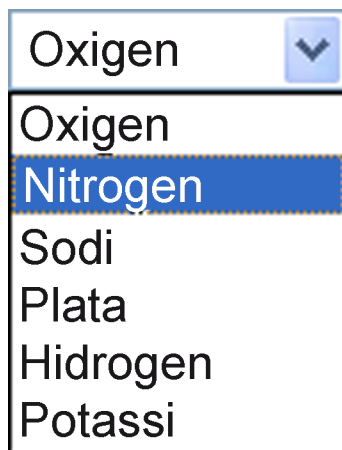 Oxigen
Oxigen
Nitrogen
Sodi
Plata
Hidrogen
Potassi